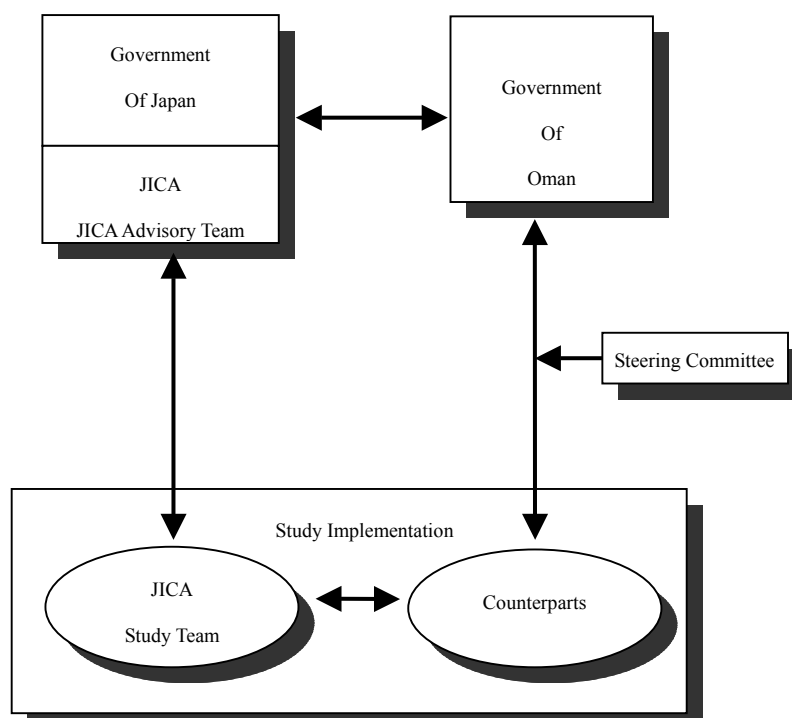 Government
Of Japan
JICA
JICA Advisory Team
Government
Of
Oman
Steering Committee
Study Implementation
JICA
Study Team
Counterparts